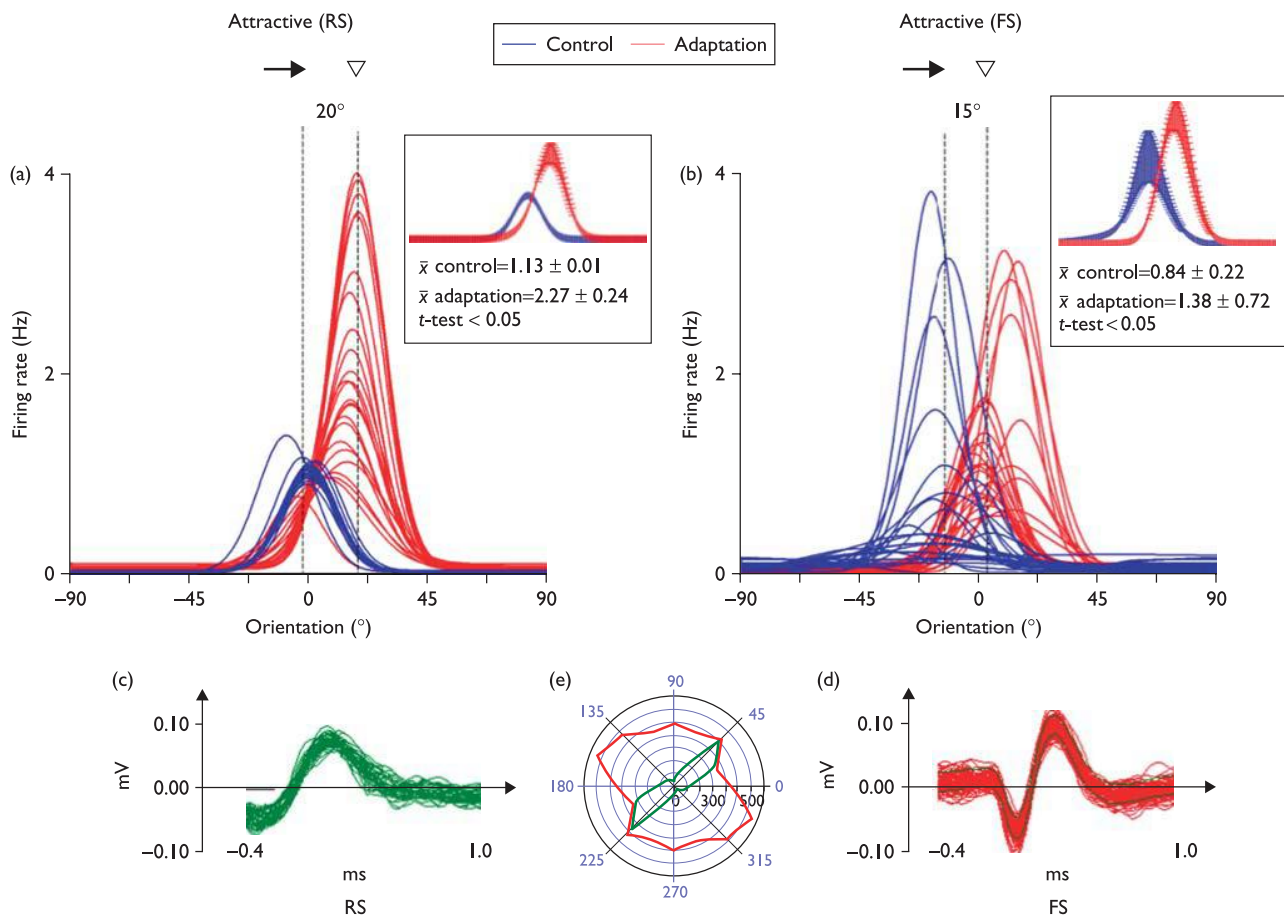 Attractive (RS)
Control
Adaptation
Attractive (FS)
20°
15°
(a)
4
2
0
Firing rate (Hz)
−90
−45
0
45
90
Orientation (°)
x̄ control=1.13 ± 0.01
x̄ adaptation=2.27 ± 0.24
t-test < 0.05
(b)
4
2
0
Firing rate (Hz)
−90
−45
0
45
90
Orientation (°)
x̄ control=0.84 ± 0.22
x̄ adaptation=1.38 ± 0.72
t-test < 0.05
(c)
0.10
0.00
−0.10
mV
−0.4
1.0
ms
RS
(e)
90
135
45
180
0
0 300 500
225
315
270
(d)
0.10
0.00
−0.10
mV
−0.4
1.0
ms
FS